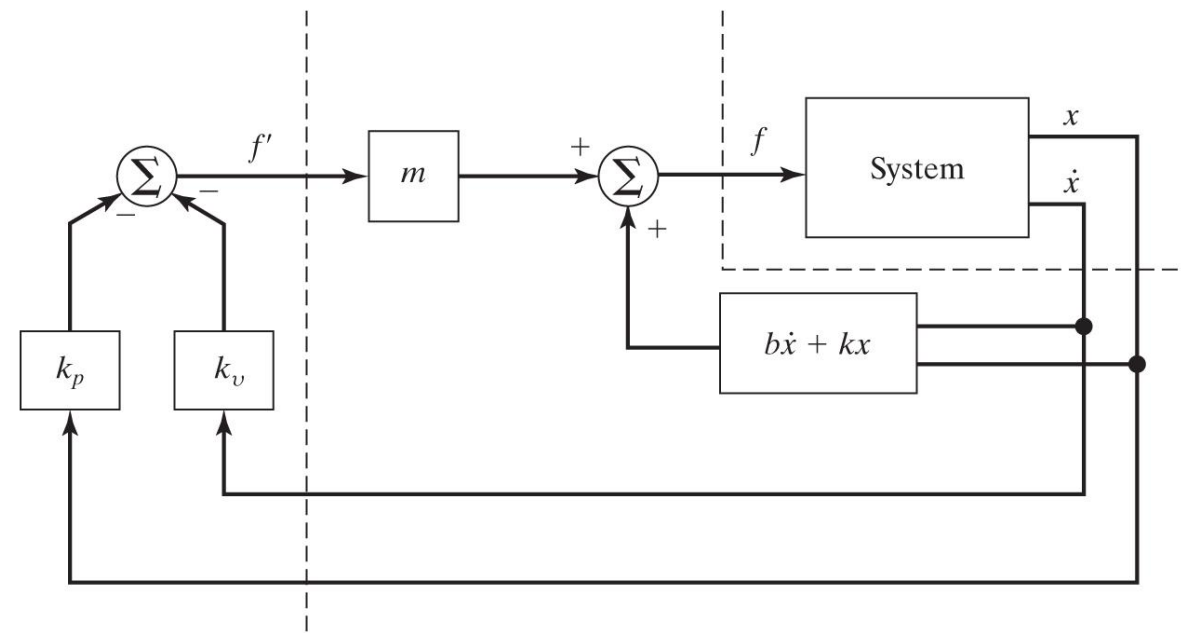 x
f
f′
+
Σ
−
m
Σ
System
ẋ
−
+
bẋ + kx
k_p
k_υ